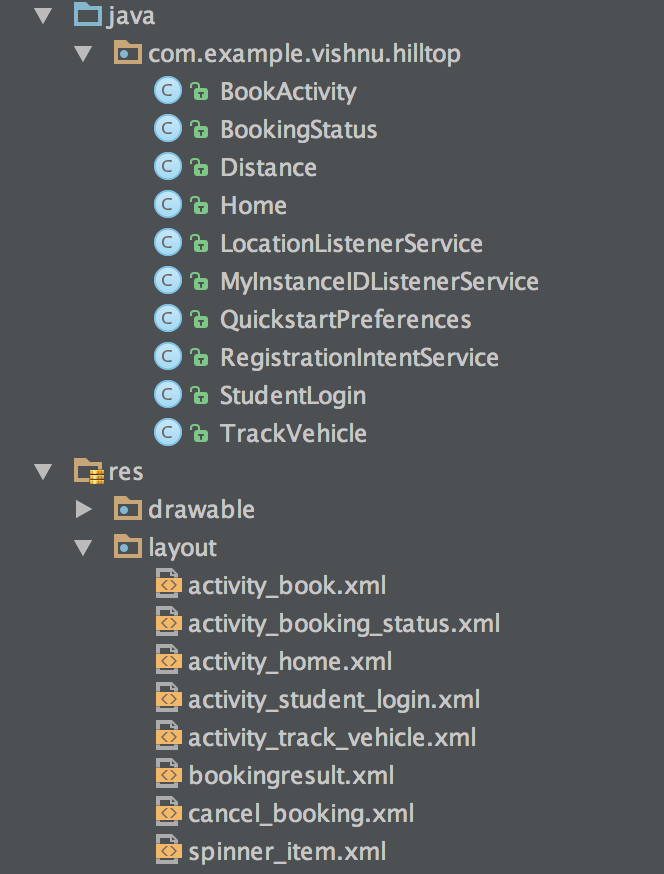 java
com.example.vishnu.hilltop
BookActivity
BookingStatus
Distance
Home
LocationListenerService
MyInstanceIDListenerService
QuickstartPreferences
RegistrationIntentService
StudentLogin
TrackVehicle
res
drawable
layout
activity_book.xml
activity_booking_status.xml
activity_home.xml
activity_student_login.xml
activity_track_vehicle.xml
bookingresult.xml
cancel_booking.xml
spinner_item.xml